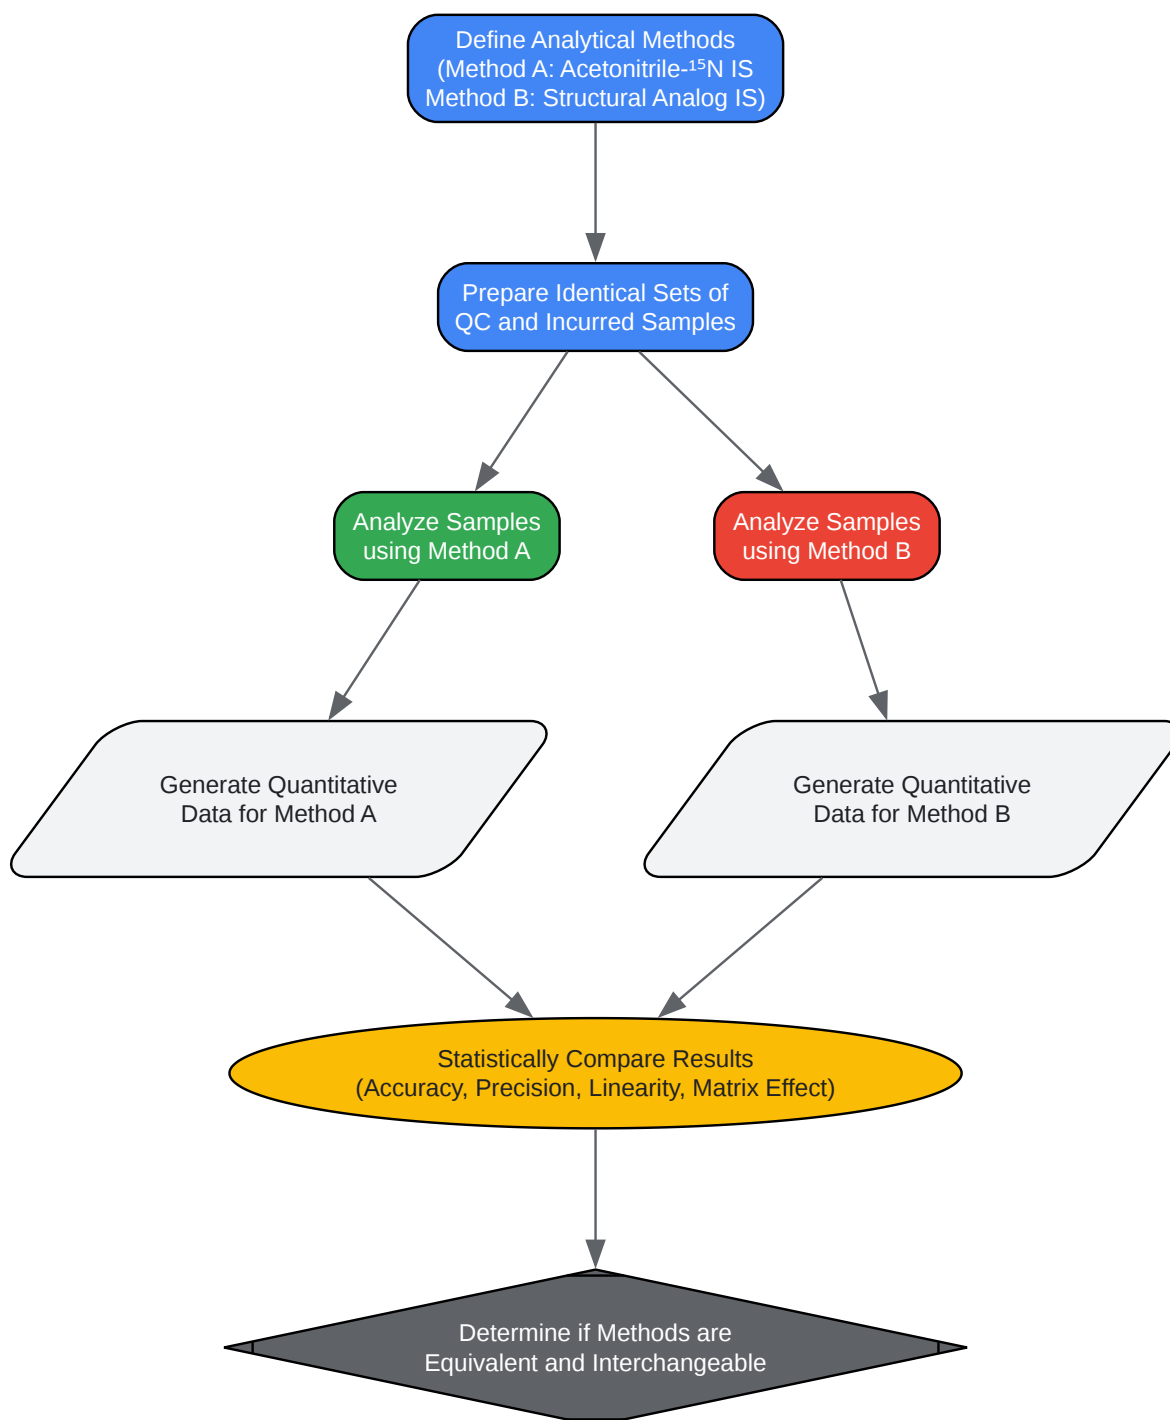 Define Analytical Methods
(Method A: Acetonitrile-¹⁵N IS
Method B: Structural Analog IS)
Prepare Identical Sets of
QC and Incurred Samples
Analyze Samples
using Method A
Analyze Samples
using Method B
Generate Quantitative
Data for Method A
Generate Quantitative
Data for Method B
Statistically Compare Results
(Accuracy, Precision, Linearity, Matrix Effect)
Determine if Methods are
Equivalent and Interchangeable